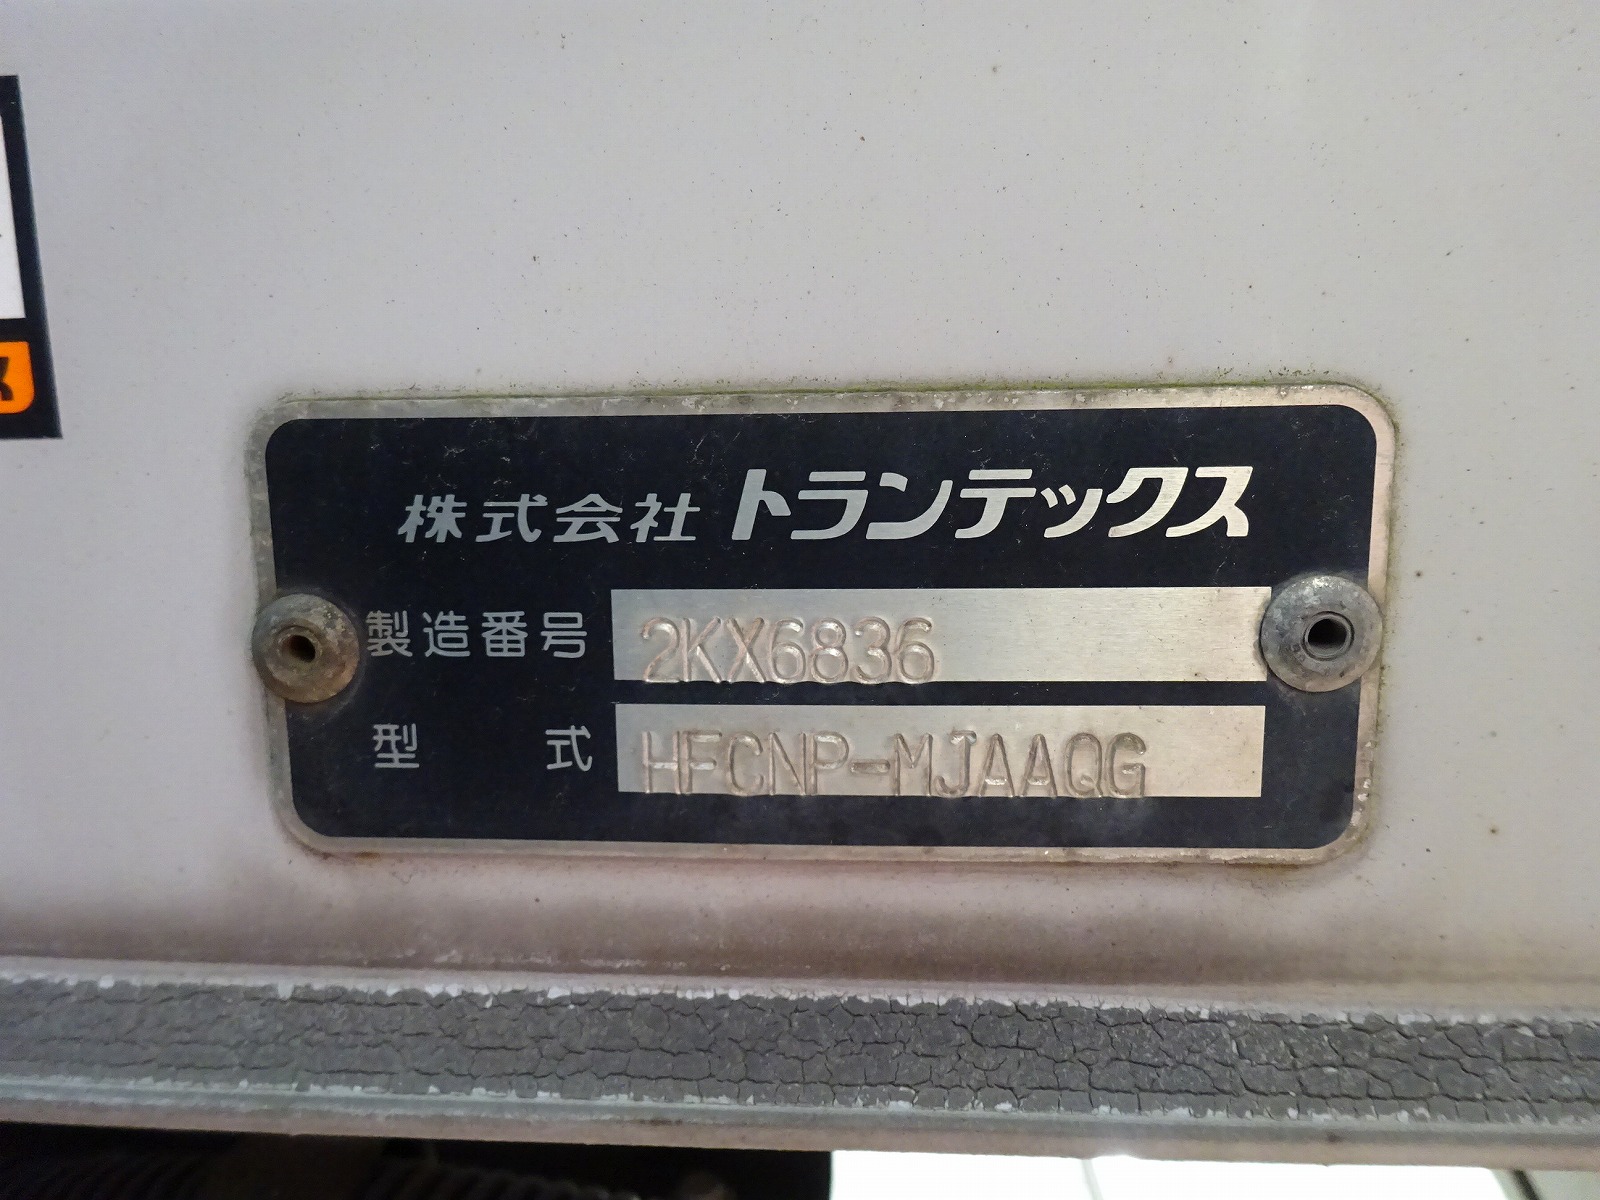 株式会社 トランテックス
製造番号 2KX6836
型式 HFCNP-MJAAQG